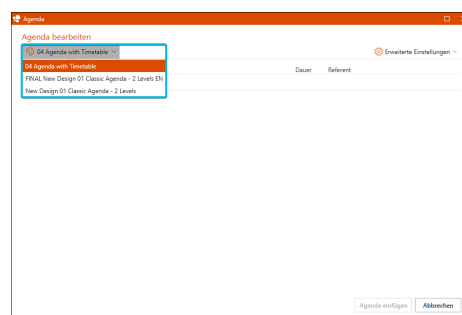 Agenda
Agenda bearbeiten
04 Agenda with Timetable
Erweiterte Einstellungen
04 Agenda with Timetable
FINAL New Design 01 Classic Agenda - 2 Levels EN
New Design 01 Classic Agenda - 2 Levels
Dauer Referent
Agenda einfügen Abbrechen